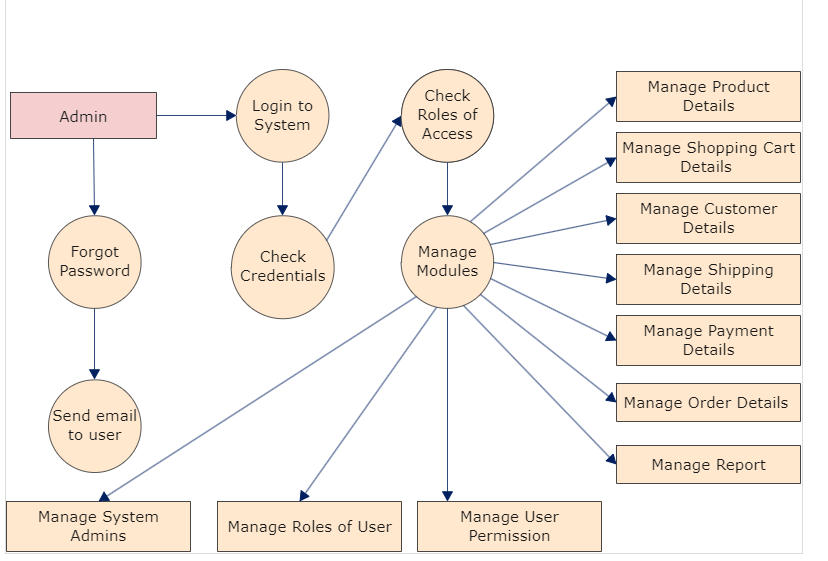 Admin
Login to
System
Check
Roles of
Access
Manage Product
Details
Manage Shopping Cart
Details
Manage Customer
Details
Forgot
Password
Check
Credentials
Manage
Modules
Manage Shipping
Details
Manage Payment
Details
Send email
to user
Manage Order Details
Manage Report
Manage System
Admins
Manage Roles of User
Manage User
Permission